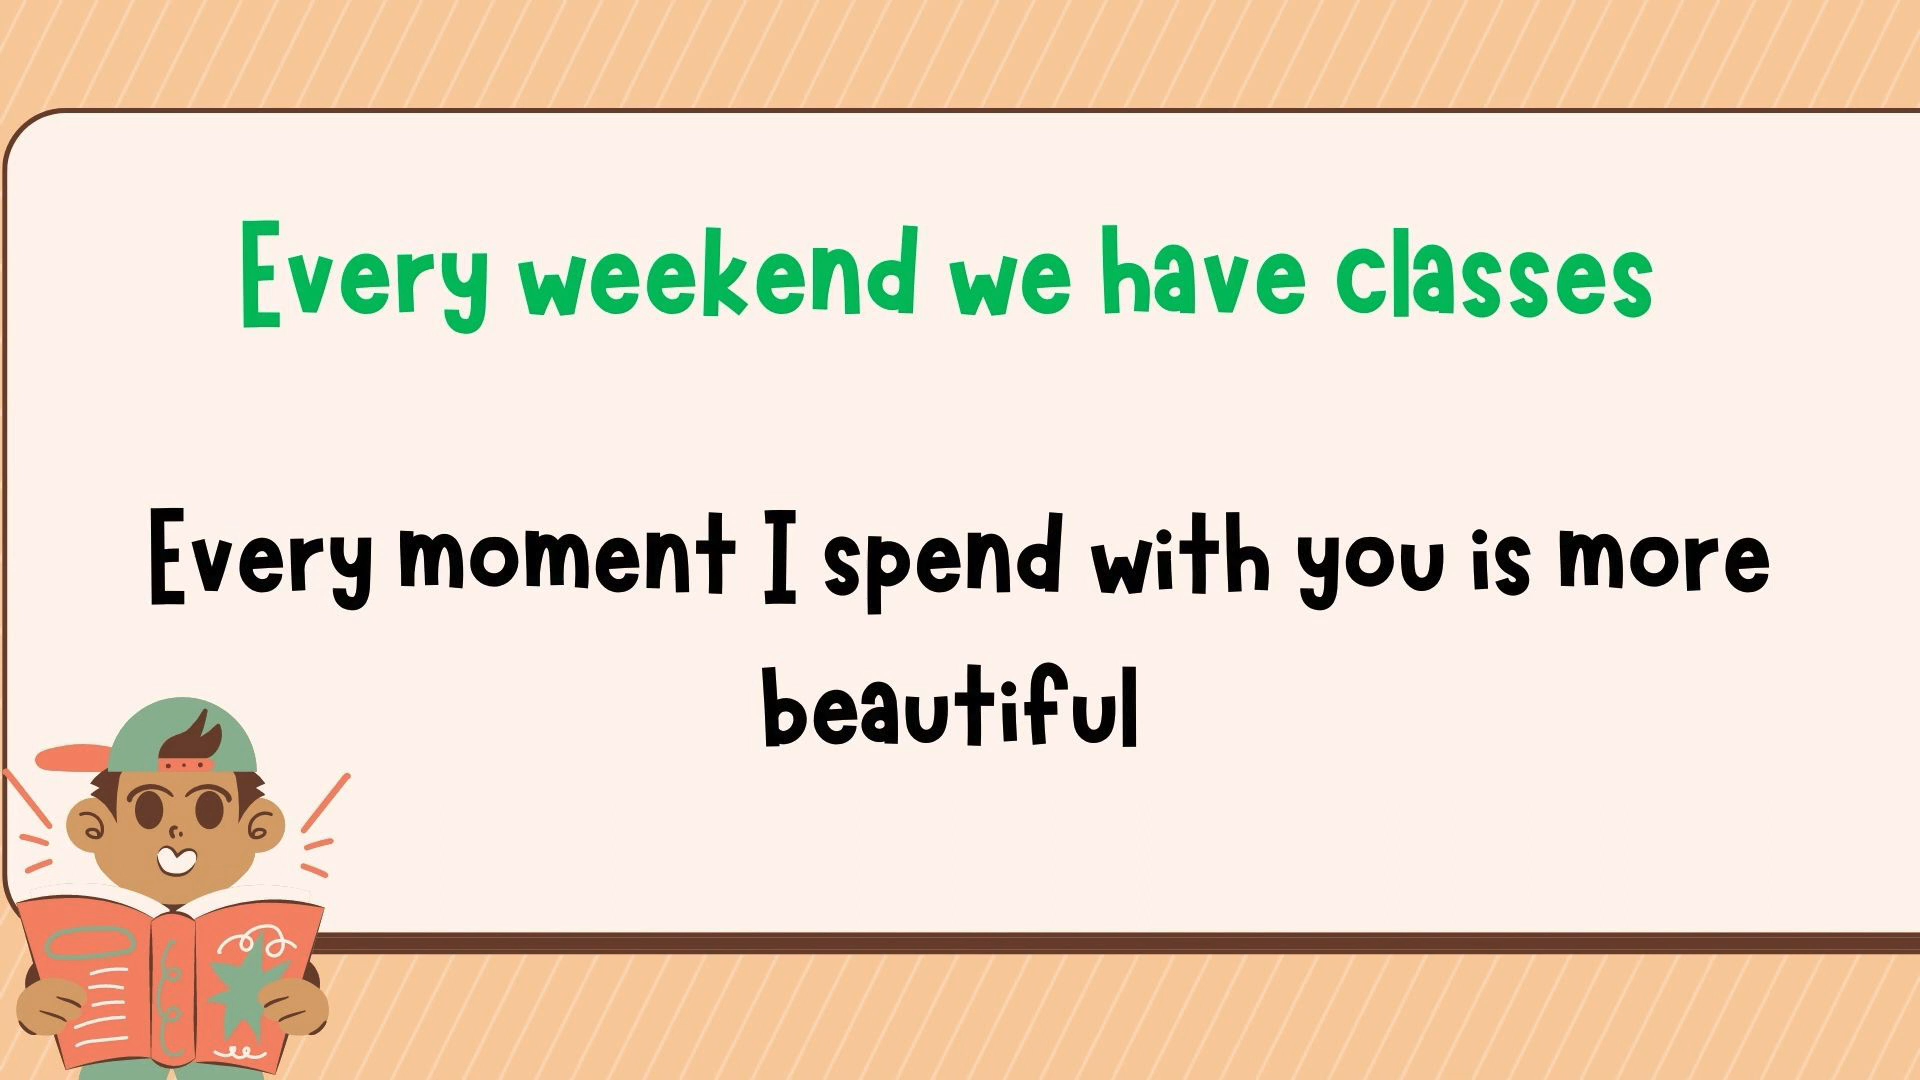 Every weekend we have classes
Every moment I spend with you is more
beautiful